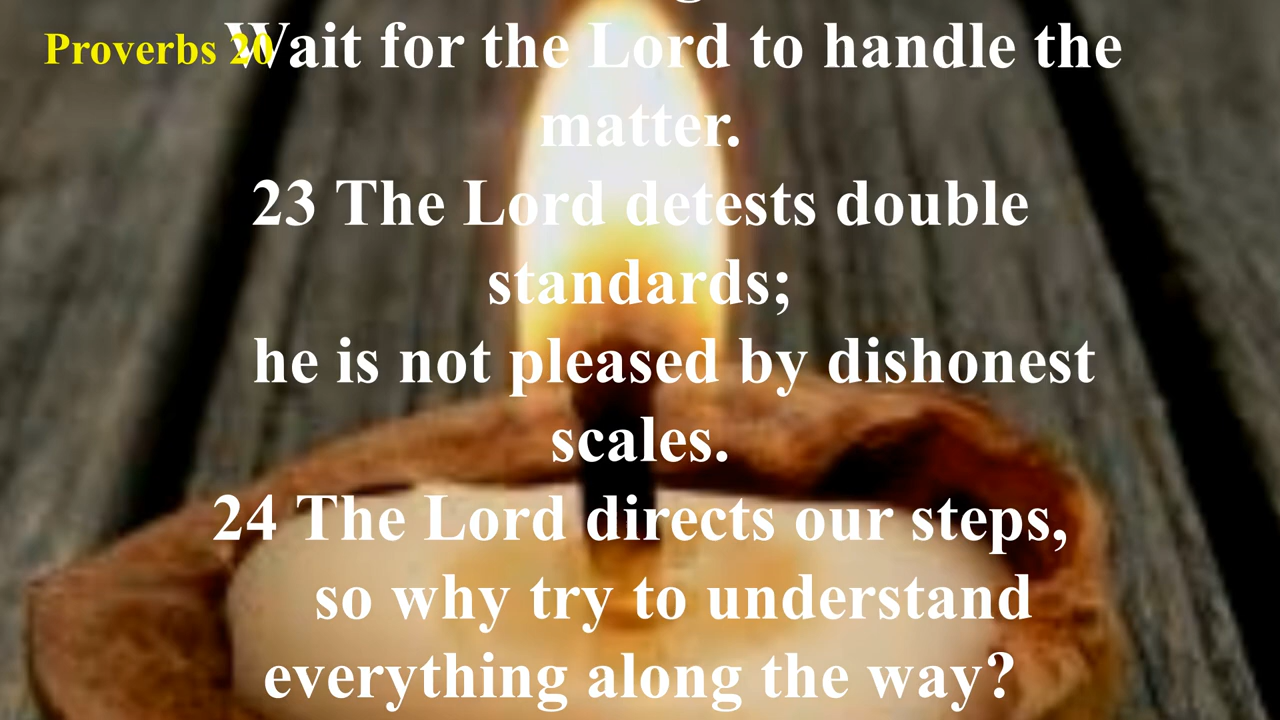 Proverbs 20
Wait for the Lord to handle the
matter.
23 The Lord detests double
standards;
he is not pleased by dishonest
scales.
24 The Lord directs our steps,
so why try to understand
everything along the way?